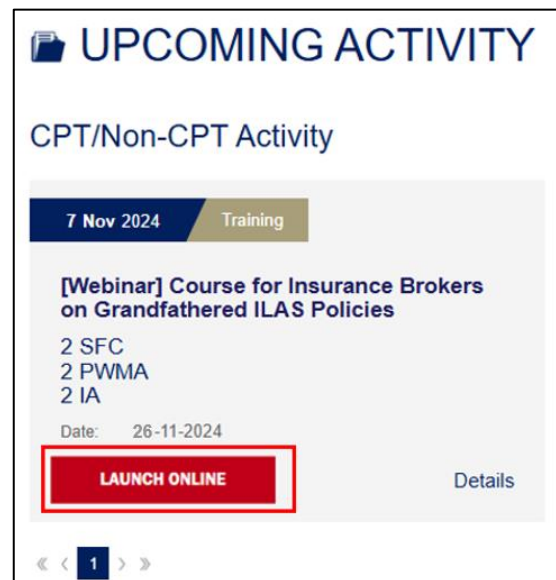 UPCOMING ACTIVITY
CPT/Non-CPT Activity
7 Nov 2024 Training
[Webinar] Course for Insurance Brokers
on Grandfathered ILAS Policies
2 SFC
2 PWMA
2 IA
Date: 26-11-2024
LAUNCH ONLINE Details
« ‹ 1 › »